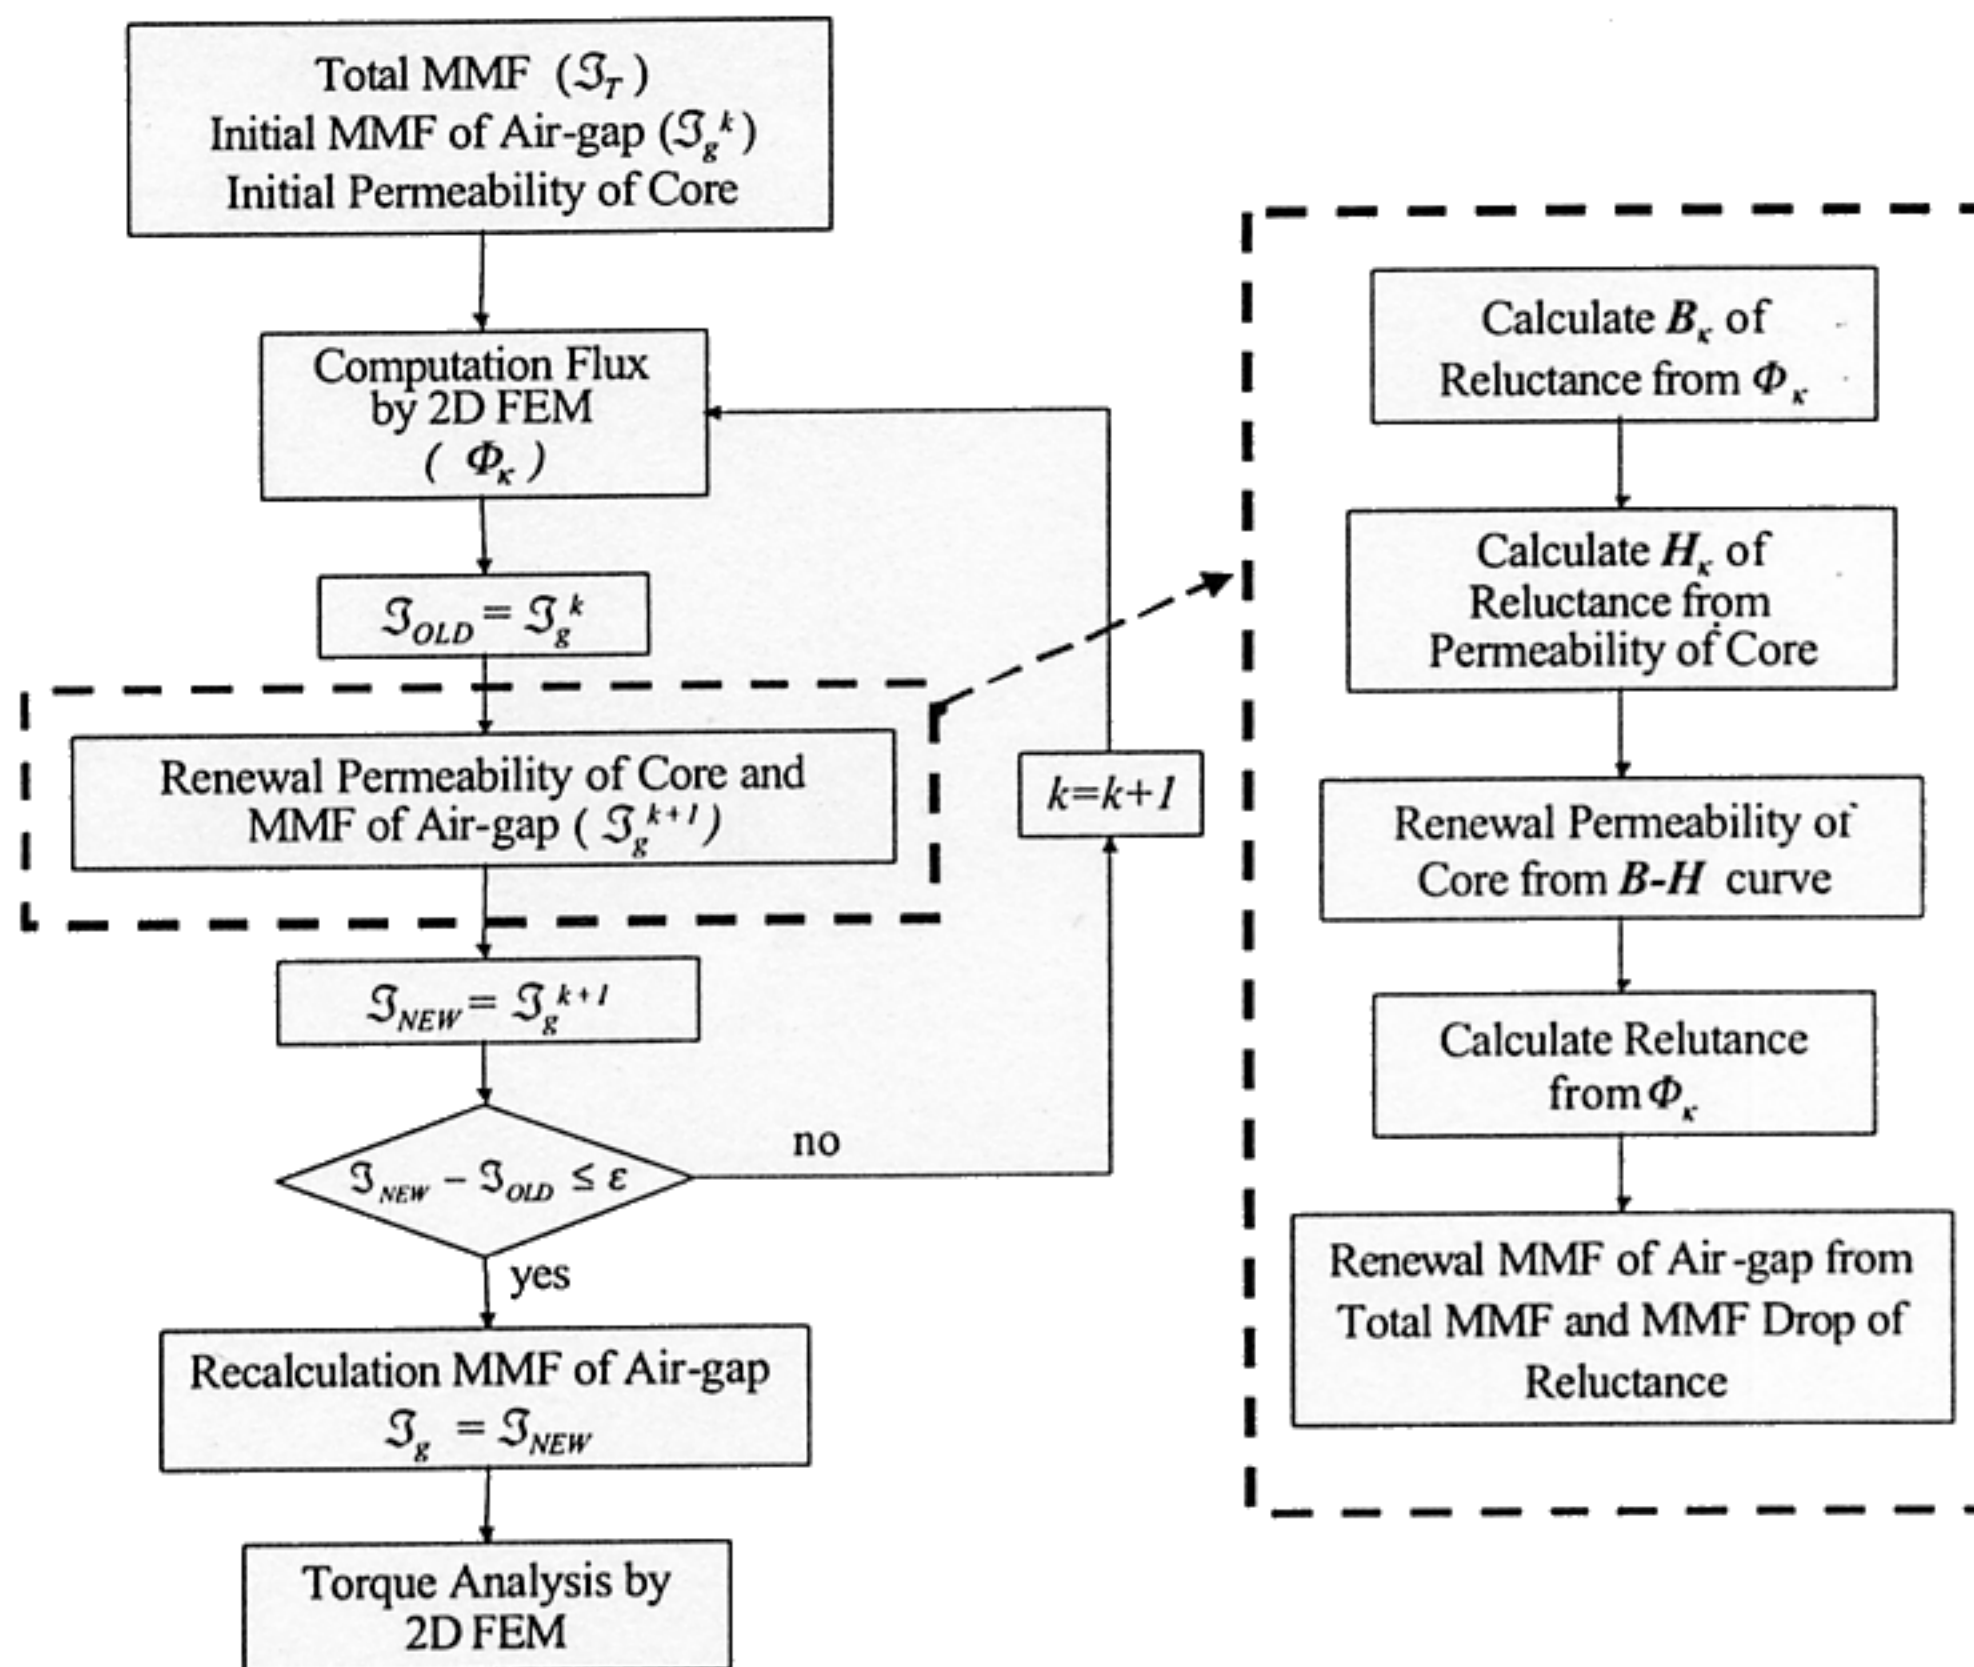 Total MMF (ℑ_T)
Initial MMF of Air-gap (ℑ_g^k)
Initial Permeability of Core
Computation Flux
by 2D FEM
( Φ_κ )
ℑ_OLD = ℑ_g^k
Renewal Permeability of Core and
MMF of Air-gap ( ℑ_g^{k+1})
ℑ_NEW = ℑ_g^{k+1}
ℑ_NEW − ℑ_OLD ≤ ε
no
k=k+1
yes
Recalculation MMF of Air-gap
ℑ_g = ℑ_NEW
Torque Analysis by
2D FEM
Calculate B_κ of
Reluctance from Φ_κ
Calculate H_κ of
Reluctance from
Permeability of Core
Renewal Permeability of
Core from B-H curve
Calculate Relutance
from Φ_κ
Renewal MMF of Air-gap from
Total MMF and MMF Drop of
Reluctance